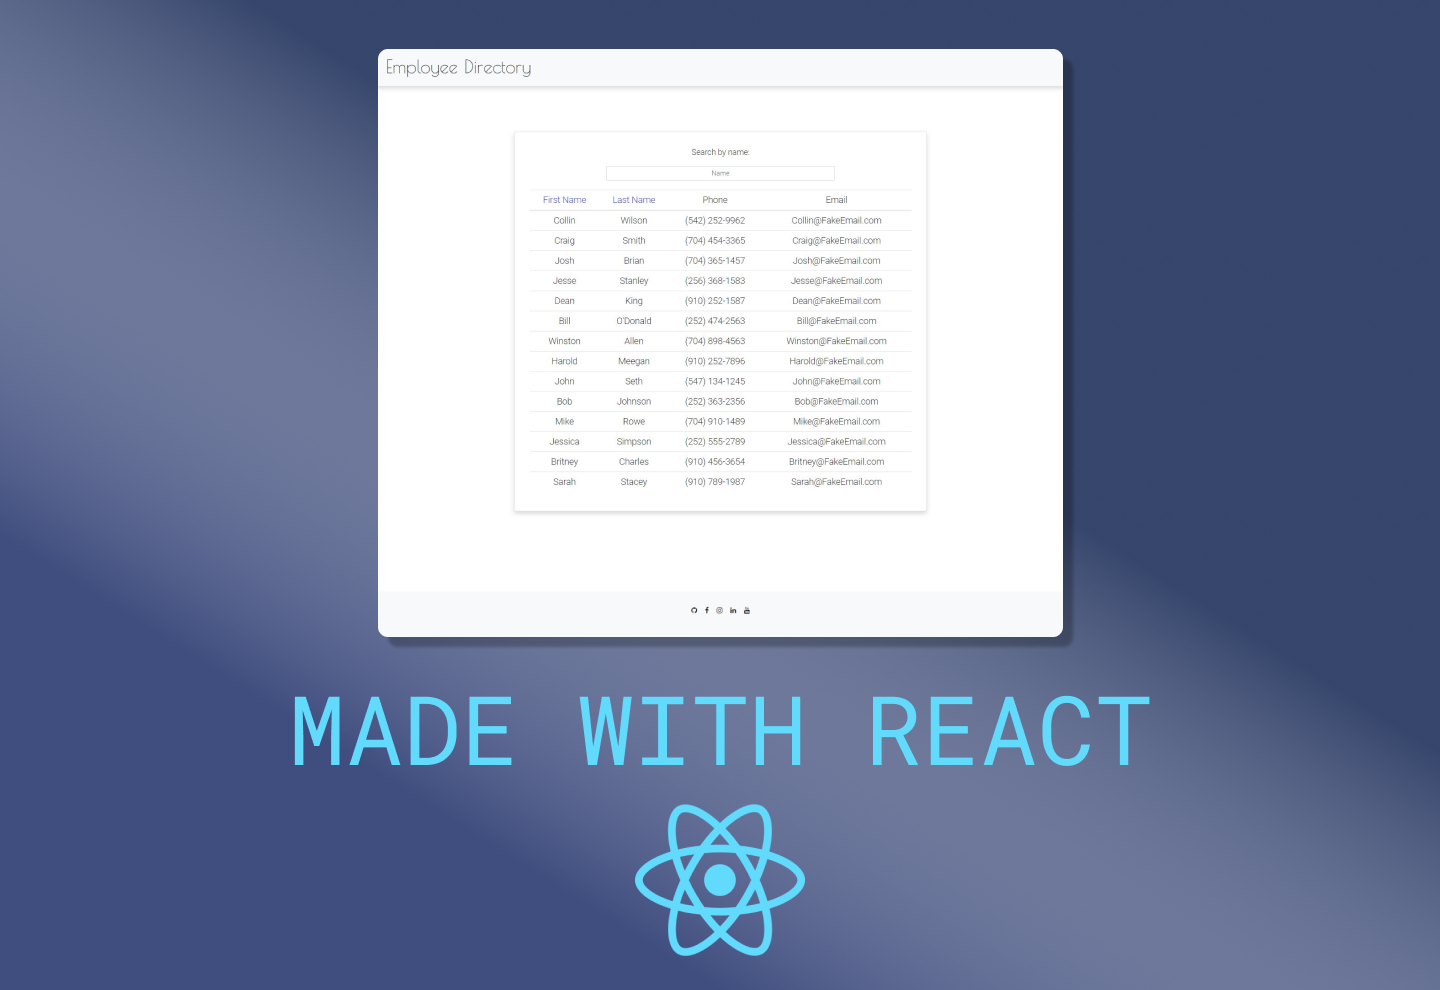 Employee Directory
Search by name:
Name
First Name Last Name Phone Email
Collin Wilson (542) 252-9962 Collin@FakeEmail.com
Craig Smith (704) 454-3365 Craig@FakeEmail.com
Josh Brian (704) 365-1457 Josh@FakeEmail.com
Jesse Stanley (256) 368-1583 Jesse@FakeEmail.com
Dean King (910) 252-1587 Dean@FakeEmail.com
Bill O'Donald (252) 474-2563 Bill@FakeEmail.com
Winston Allen (704) 898-4563 Winston@FakeEmail.com
Harold Meegan (910) 252-7896 Harold@FakeEmail.com
John Seth (547) 134-1245 John@FakeEmail.com
Bob Johnson (252) 363-2356 Bob@FakeEmail.com
Mike Rowe (704) 910-1489 Mike@FakeEmail.com
Jessica Simpson (252) 555-2789 Jessica@FakeEmail.com
Britney Charles (910) 456-3654 Britney@FakeEmail.com
Sarah Stacey (910) 789-1987 Sarah@FakeEmail.com
MADE WITH REACT